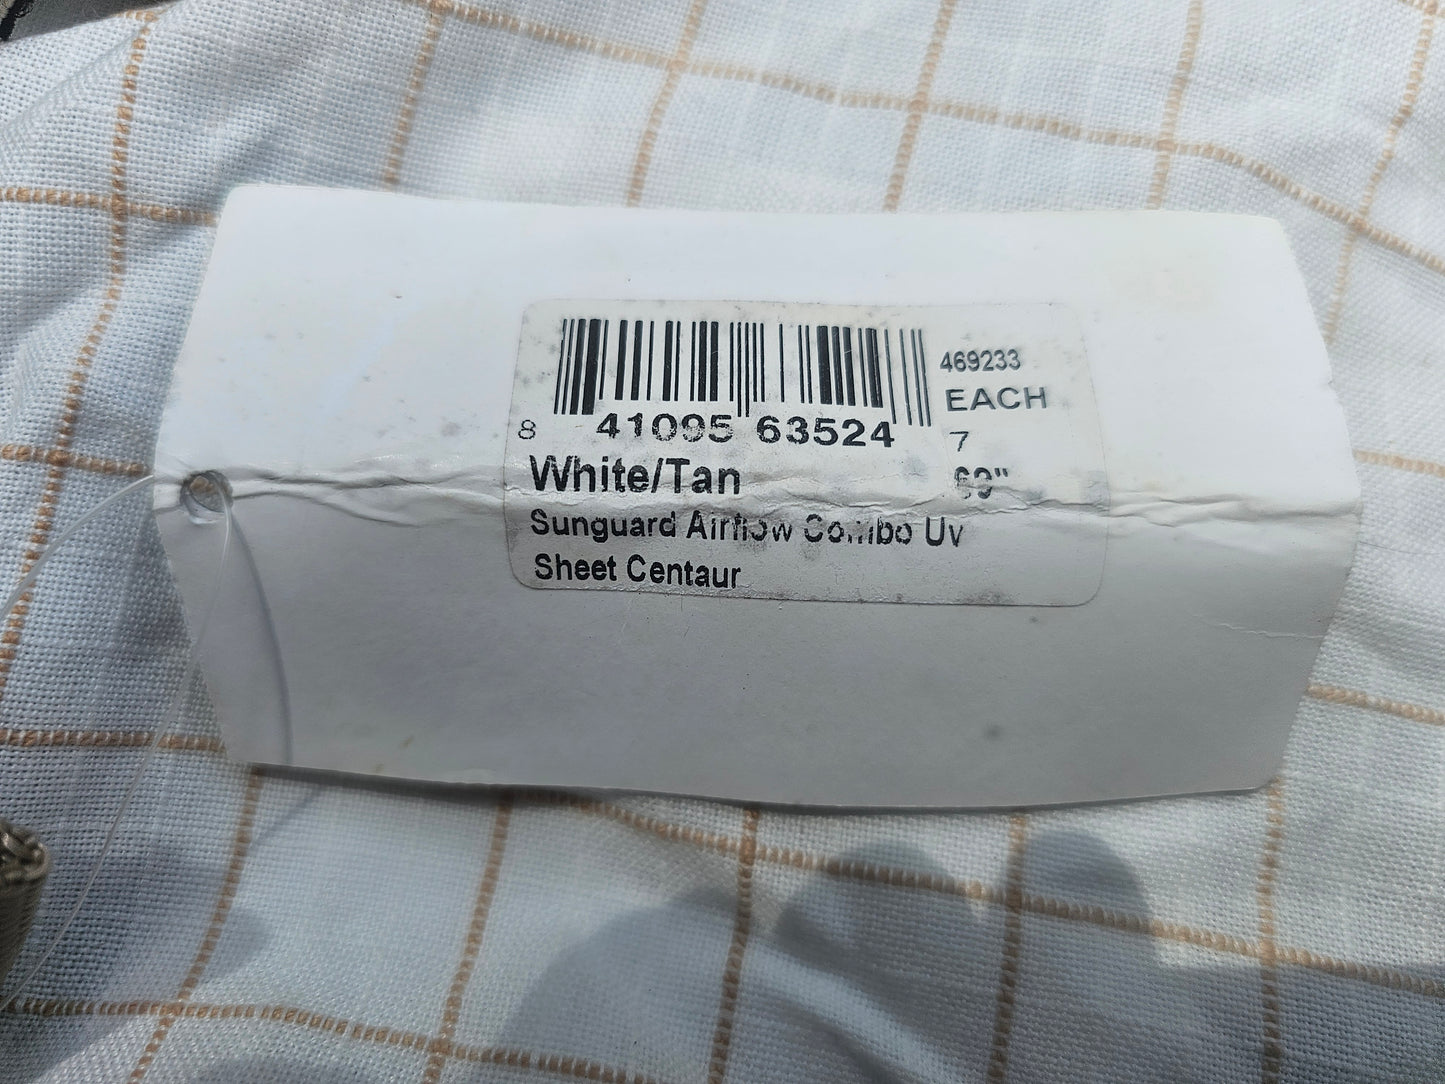 469233
EACH
8 41095 63524 7
White/Tan
Sunguard Airflow Combo Uv
Sheet Centaur